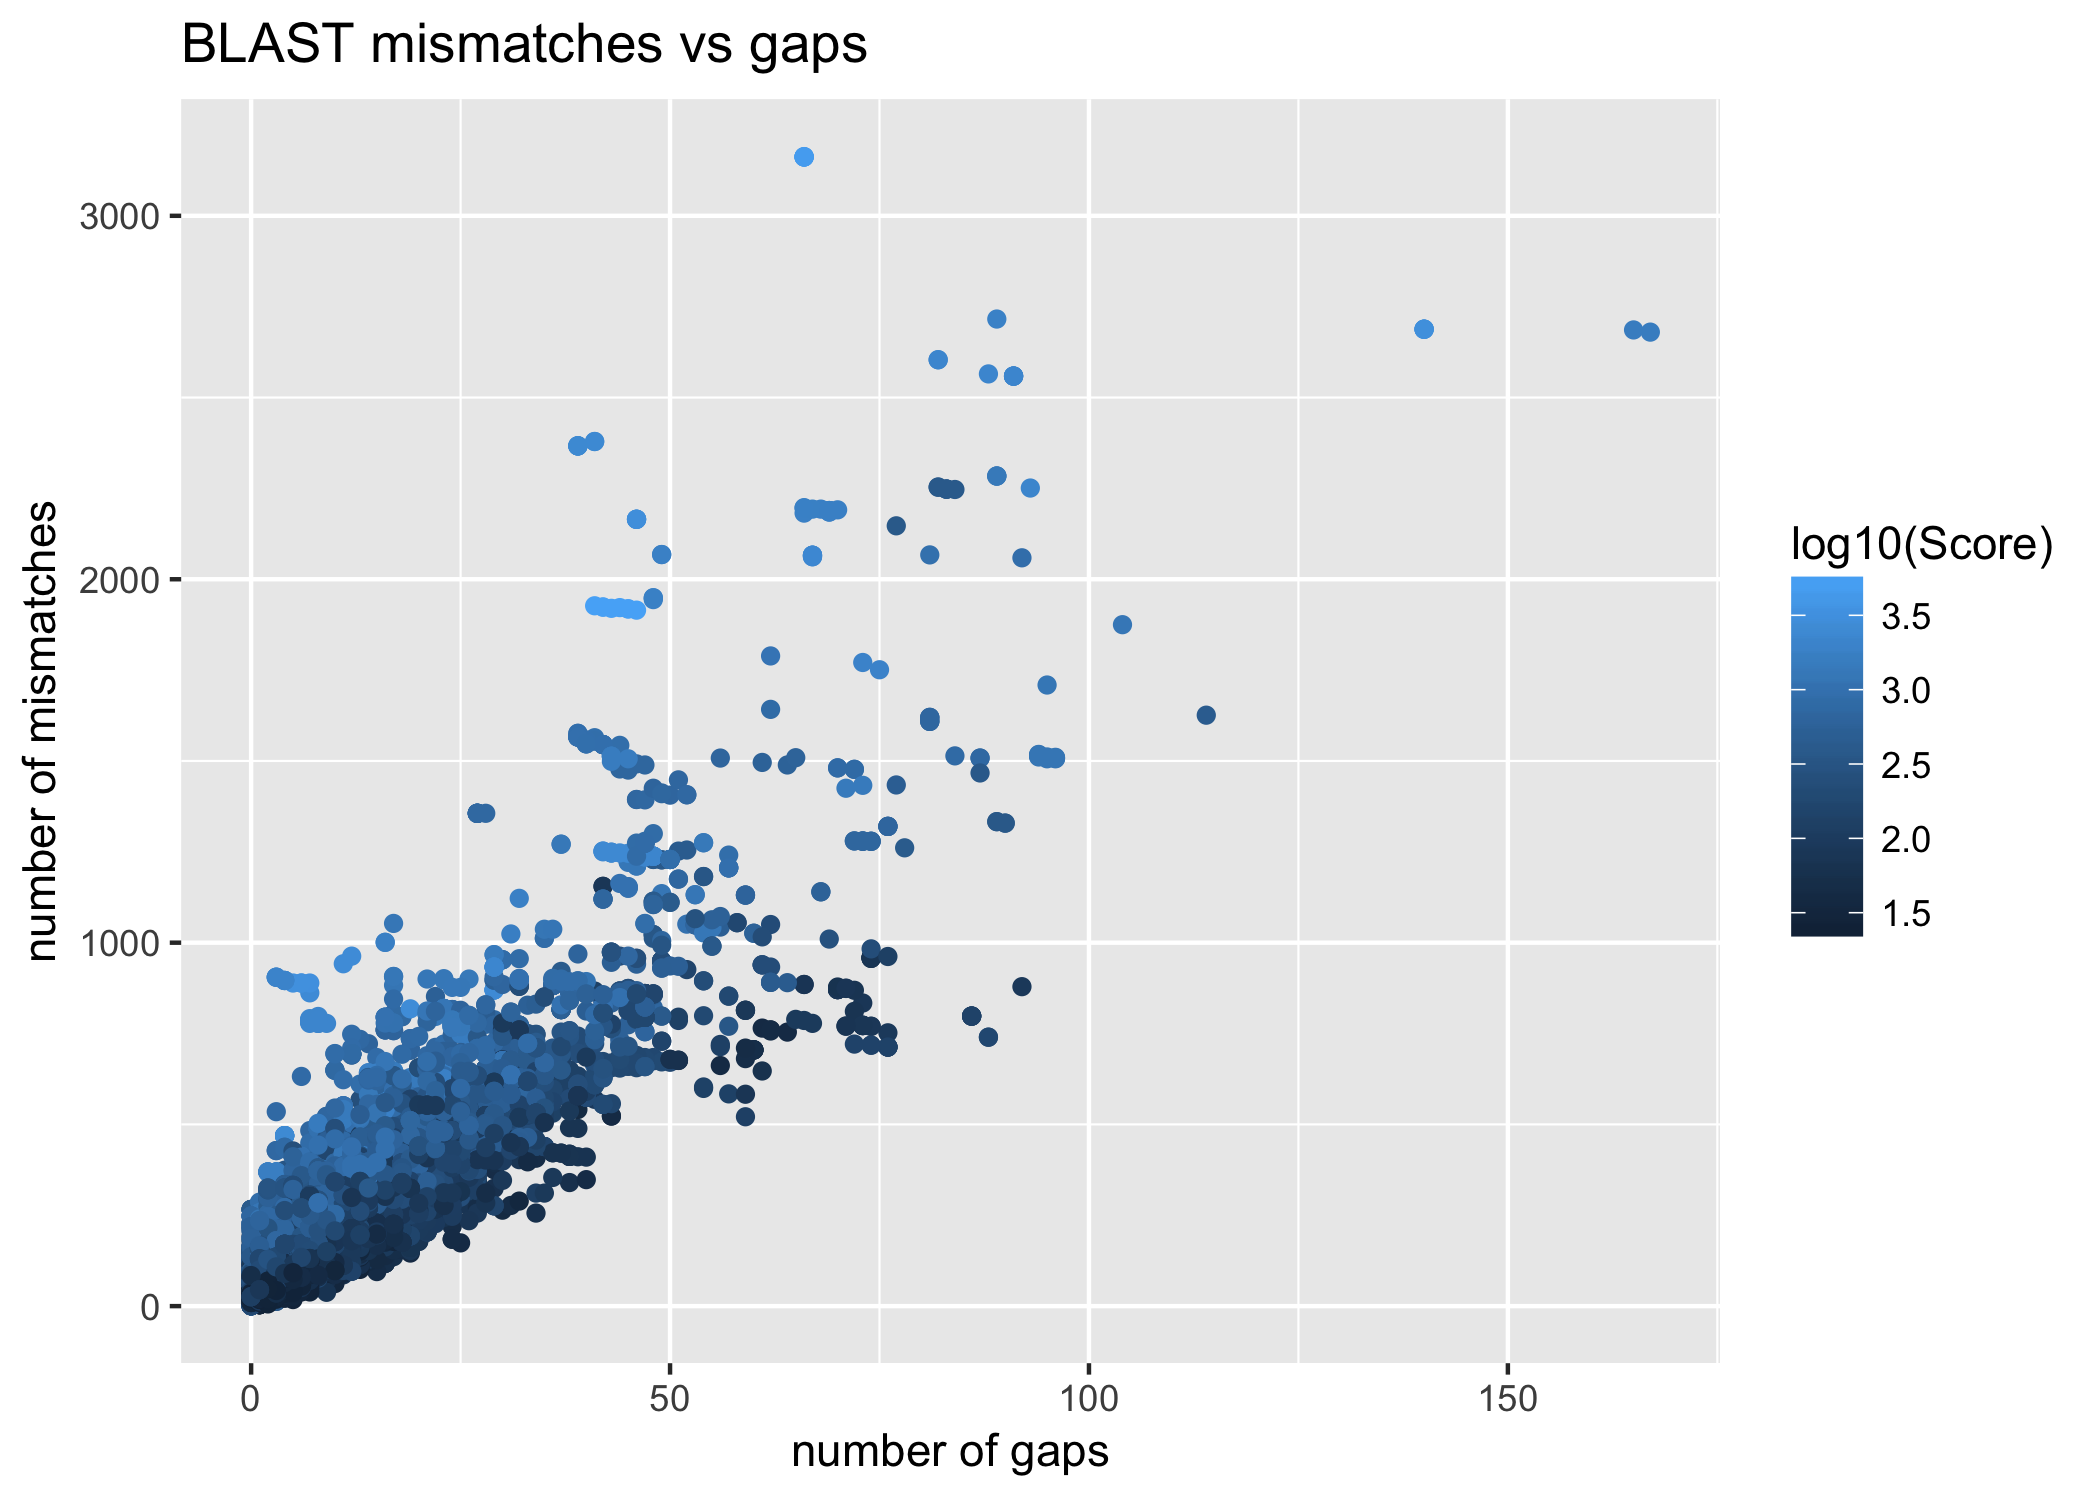 BLAST mismatches vs gaps
number of mismatches
3000
2000
1000
0
0 50 100 150
number of gaps
log10(Score)
3.5
3.0
2.5
2.0
1.5